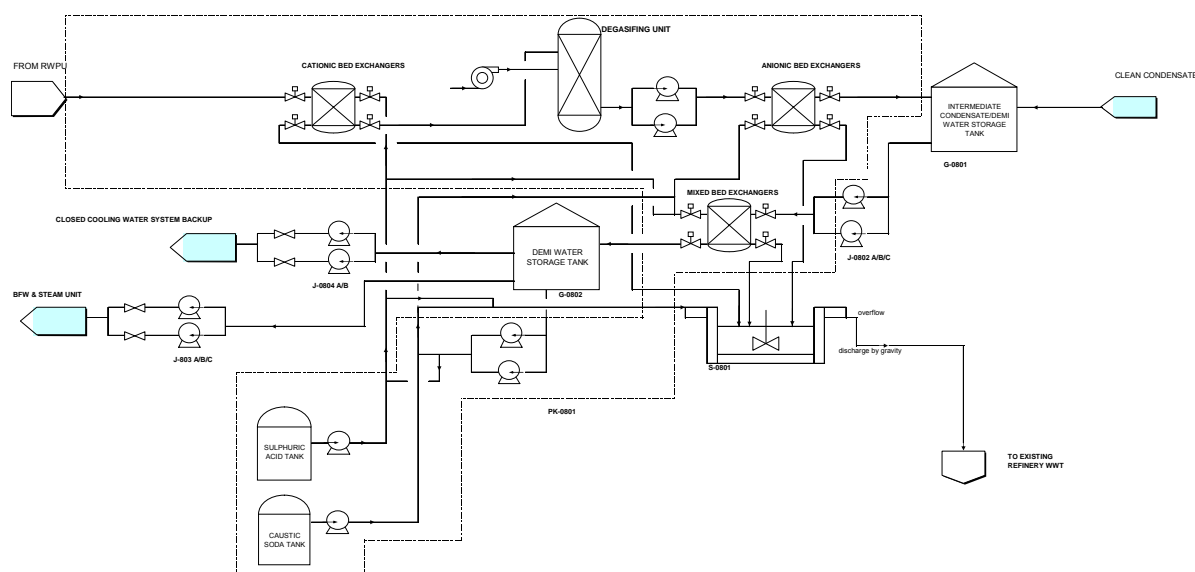 DEGASIFING UNIT
FROM RWPU
CATIONIC BED EXCHANGERS
ANIONIC BED EXCHANGERS
CLEAN CONDENSATE
INTERMEDIATE
CONDENSATE/DEMI
WATER STORAGE
TANK
G-0801
MIXED BED EXCHANGERS
CLOSED COOLING WATER SYSTEM BACKUP
DEMI WATER
STORAGE TANK
J-0802 A/B/C
J-0804 A/B
G-0802
BFW & STEAM UNIT
overflow
discharge by gravity
J-803 A/B/C
S-0801
PK-0801
SULPHURIC
ACID TANK
TO EXISTING
REFINERY WWT
CAUSTIC
SODA TANK